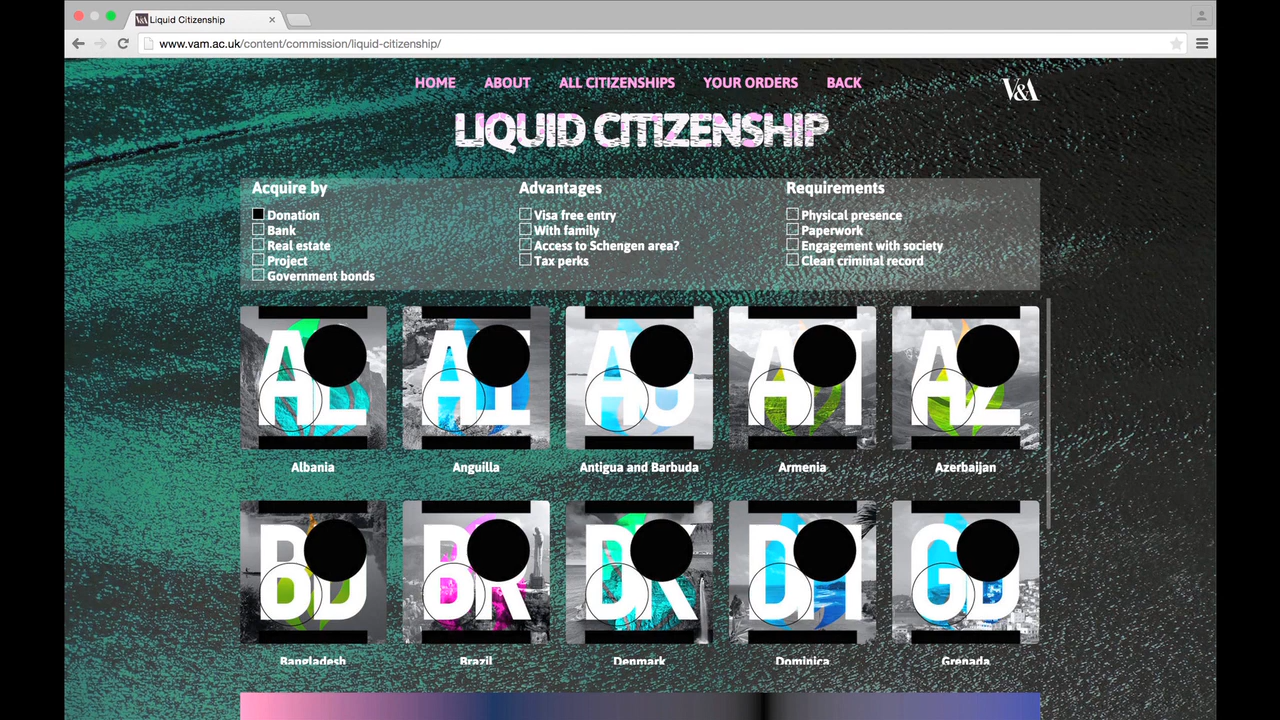 V&A Liquid Citizenship
www.vam.ac.uk/content/commission/liquid-citizenship/
HOME ABOUT ALL CITIZENSHIPS YOUR ORDERS BACK
V&A
LIQUID CITIZENSHIP
Acquire by
Donation
Bank
Real estate
Project
Government bonds
Advantages
Visa free entry
With family
Access to Schengen area?
Tax perks
Requirements
Physical presence
Paperwork
Engagement with society
Clean criminal record
AL AI AG AM AZ
Albania Anguilla Antigua and Barbuda Armenia Azerbaijan
BD BR DK DM GD
Bangladesh Brazil Denmark Dominica Grenada